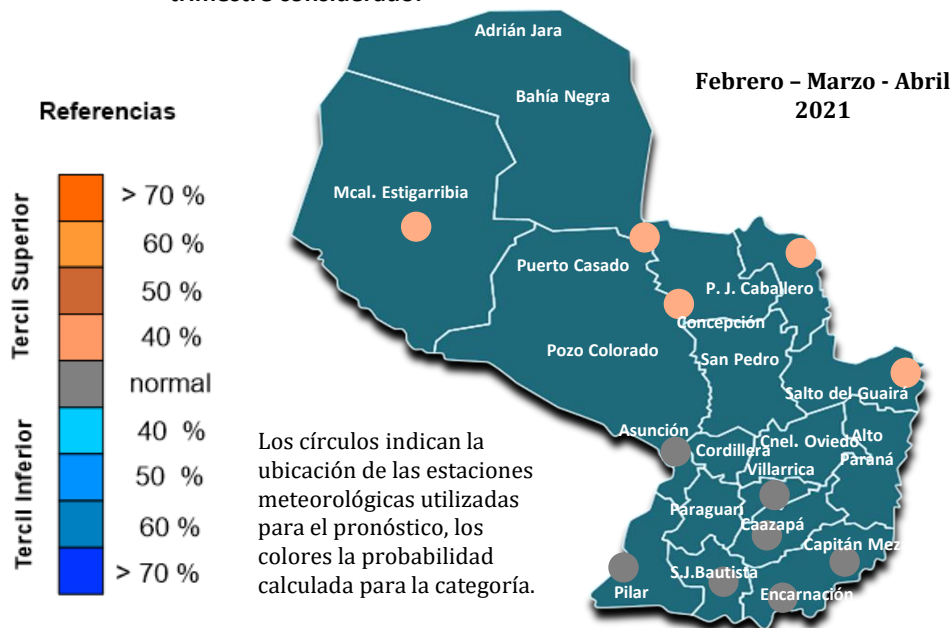 trimestre considerado.
Febrero – Marzo - Abril
2021
Referencias
Tercil Superior
> 70 %
60 %
50 %
40 %
normal
Tercil Inferior
40 %
50 %
60 %
> 70 %
Los círculos indican la
ubicación de las estaciones
meteorológicas utilizadas
para el pronóstico, los
colores la probabilidad
calculada para la categoría.
Adrián Jara
Bahía Negra
Mcal. Estigarribia
Puerto Casado
P. J. Caballero
Concepción
Pozo Colorado
San Pedro
Salto del Guairá
Asunción
Cordillera
Cnel. Oviedo
Alto
Paraná
Villarrica
Paraguarí
Caazapá
Capitán Meza
S.J.Bautista
Pilar
Encarnación